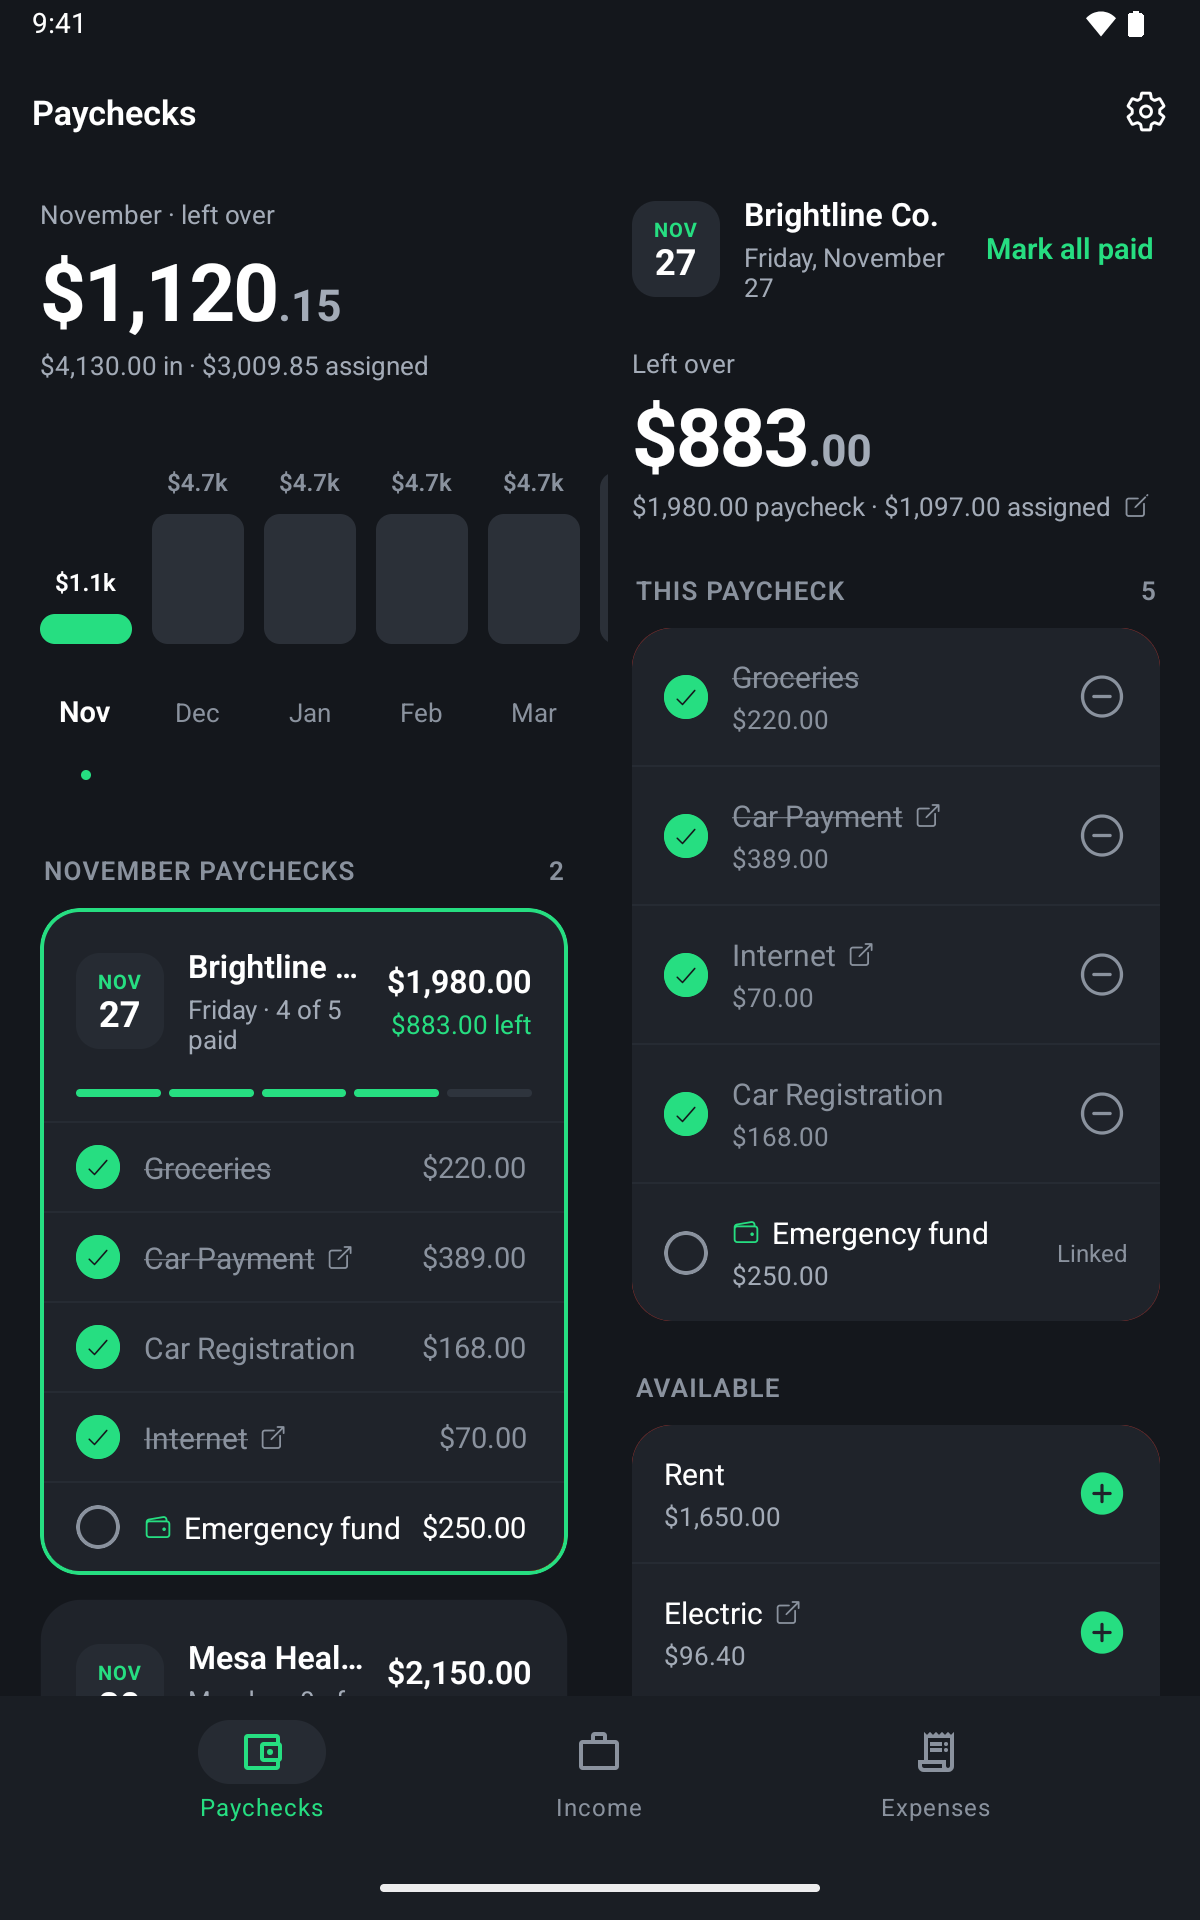 9:41
Paychecks
November · left over
$1,120.15
$4,130.00 in · $3,009.85 assigned
$4.7k $4.7k $4.7k $4.7k
$1.1k
Nov Dec Jan Feb Mar
NOVEMBER PAYCHECKS 2
NOV
27
Brightline ...
Friday · 4 of 5
paid
$1,980.00
$883.00 left
Groceries $220.00
Car Payment $389.00
Car Registration $168.00
Internet $70.00
Emergency fund $250.00
NOV
Mesa Heal...
$2,150.00
NOV
27
Brightline Co.
Friday, November
27
Mark all paid
Left over
$883.00
$1,980.00 paycheck · $1,097.00 assigned
THIS PAYCHECK 5
Groceries
$220.00
Car Payment
$389.00
Internet
$70.00
Car Registration
$168.00
Emergency fund
$250.00
Linked
AVAILABLE
Rent
$1,650.00
Electric
$96.40
Paychecks
Income
Expenses